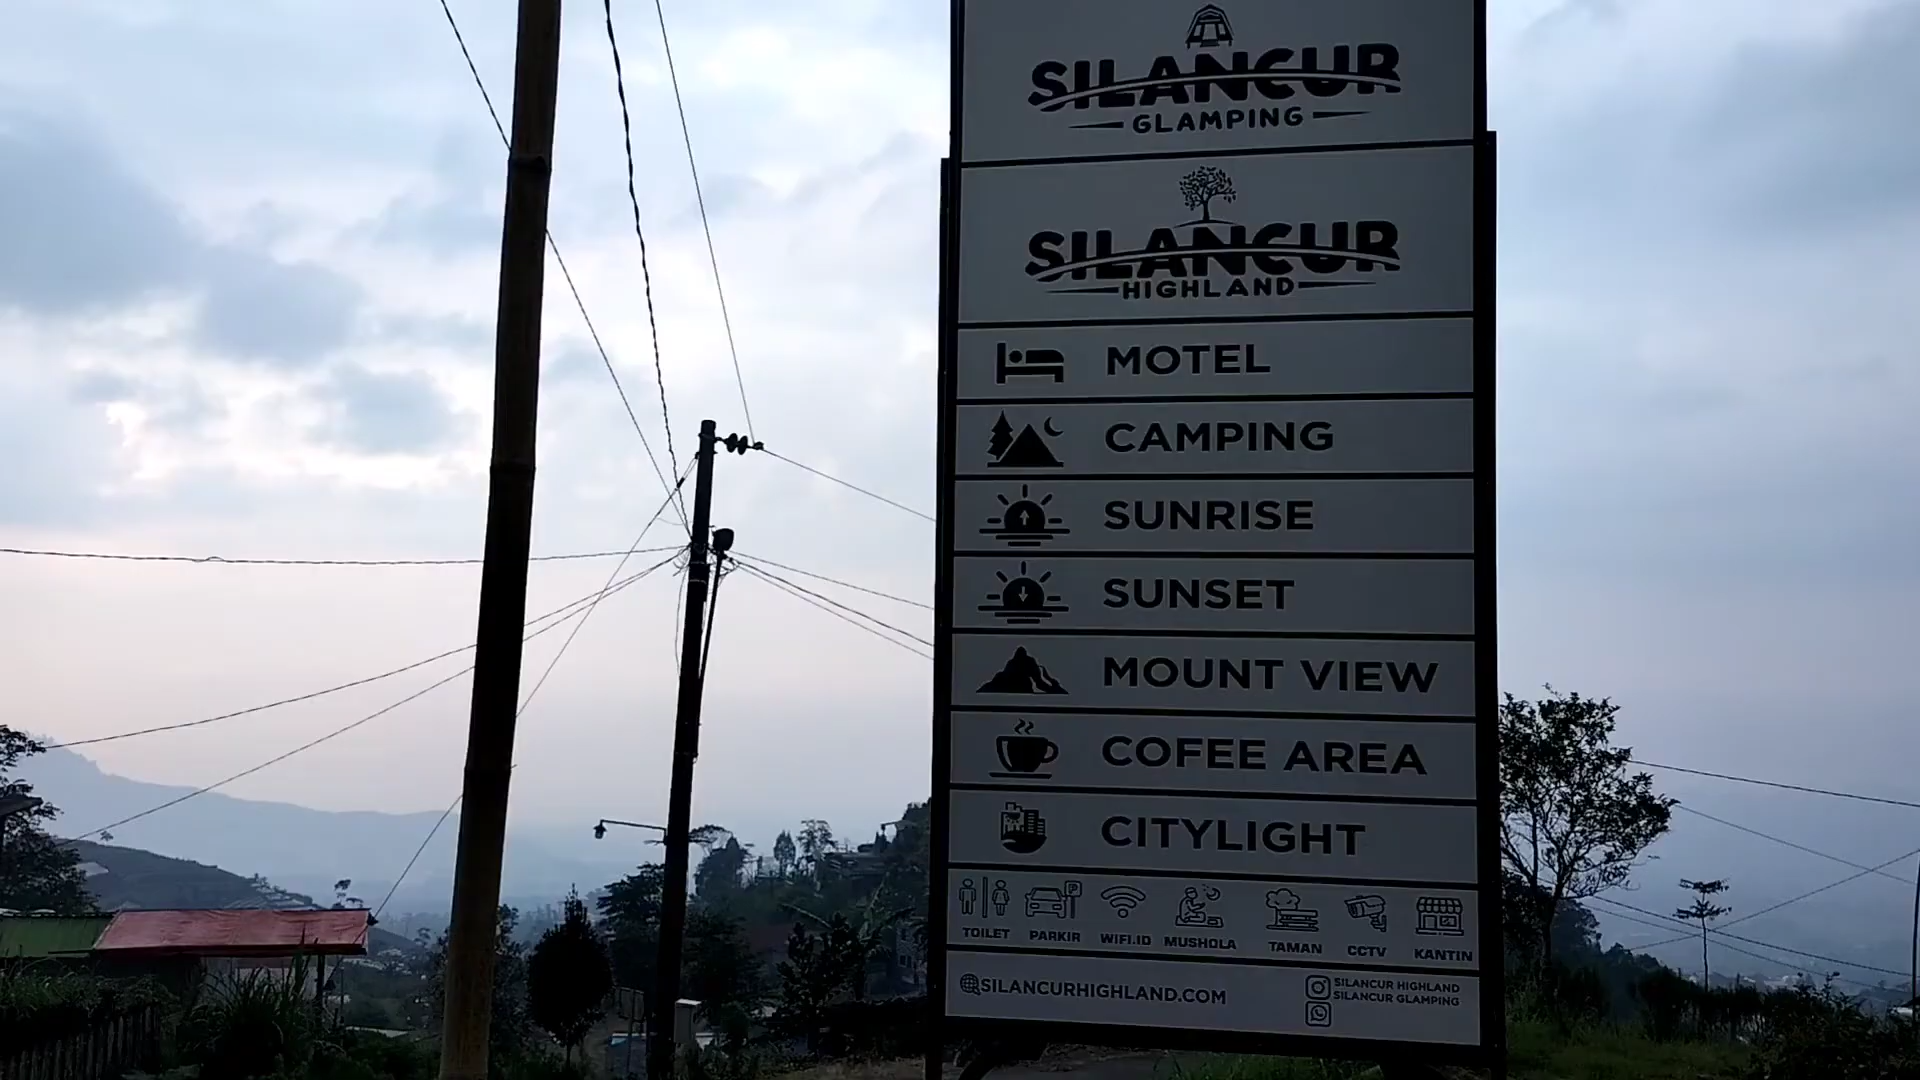 SILANCUR
GLAMPING
SILANCUR
HIGHLAND
MOTEL
CAMPING
SUNRISE
SUNSET
MOUNT VIEW
COFEE AREA
CITYLIGHT
TOILET PARKIR WIFI.ID MUSHOLA TAMAN CCTV KANTIN
P
SILANCURHIGHLAND.COM
SILANCUR HIGHLAND
SILANCUR GLAMPING